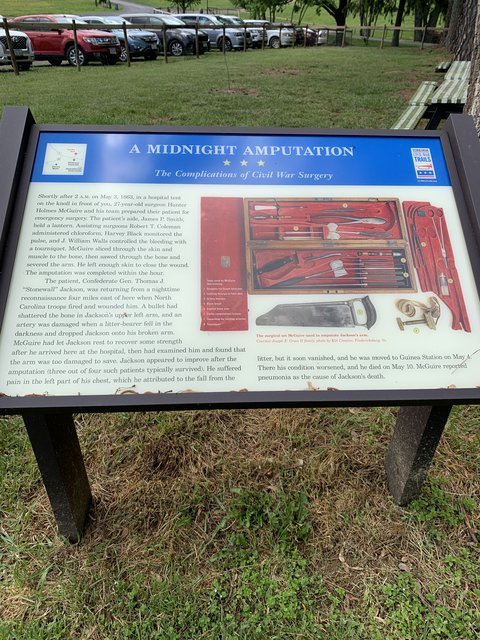 A MIDNIGHT AMPUTATION
The Complications of Civil War Surgery
CIVIL WAR
TRAILS
Shortly after 2 A.M. on May 3, 1863, in a hospital tent
on the knoll in front of you, 27-year-old surgeon Hunter
Holmes McGuire and his team prepared their patient for
emergency surgery. The patient's aide, James P. Smith,
held a lantern. Assisting surgeons Robert T. Coleman
administered chloroform, Harvey Black monitored the
pulse, and J. William Walls controlled the bleeding with
a tourniquet. McGuire sliced through the skin and
muscle to the bone, then sawed through the bone and
severed the arm. He left enough skin to close the wound.
The amputation was completed within the hour.
The patient, Confederate Gen. Thomas J.
"Stonewall" Jackson, was returning from a nighttime
reconnaissance four miles east of here when North
Carolina troops fired and wounded him. A bullet had
shattered the bone in Jackson's upper left arm, and an
artery was damaged when a litter-bearer fell in the
darkness and dropped Jackson onto his broken arm.
McGuire had let Jackson rest to recover some strength
after he arrived here at the hospital, then had examined him and found that
the arm was too damaged to save. Jackson appeared to improve after the
amputation (three out of four such patients typically survived). He suffered
pain in the left part of his chest, which he attributed to the fall from the
The surgical set McGuire used to amputate Jackson's arm.
litter, but it soon vanished, and he was moved to Guinea Station on May 4.
There his condition worsened, and he died on May 10. McGuire reported
pneumonia as the cause of Jackson's death.